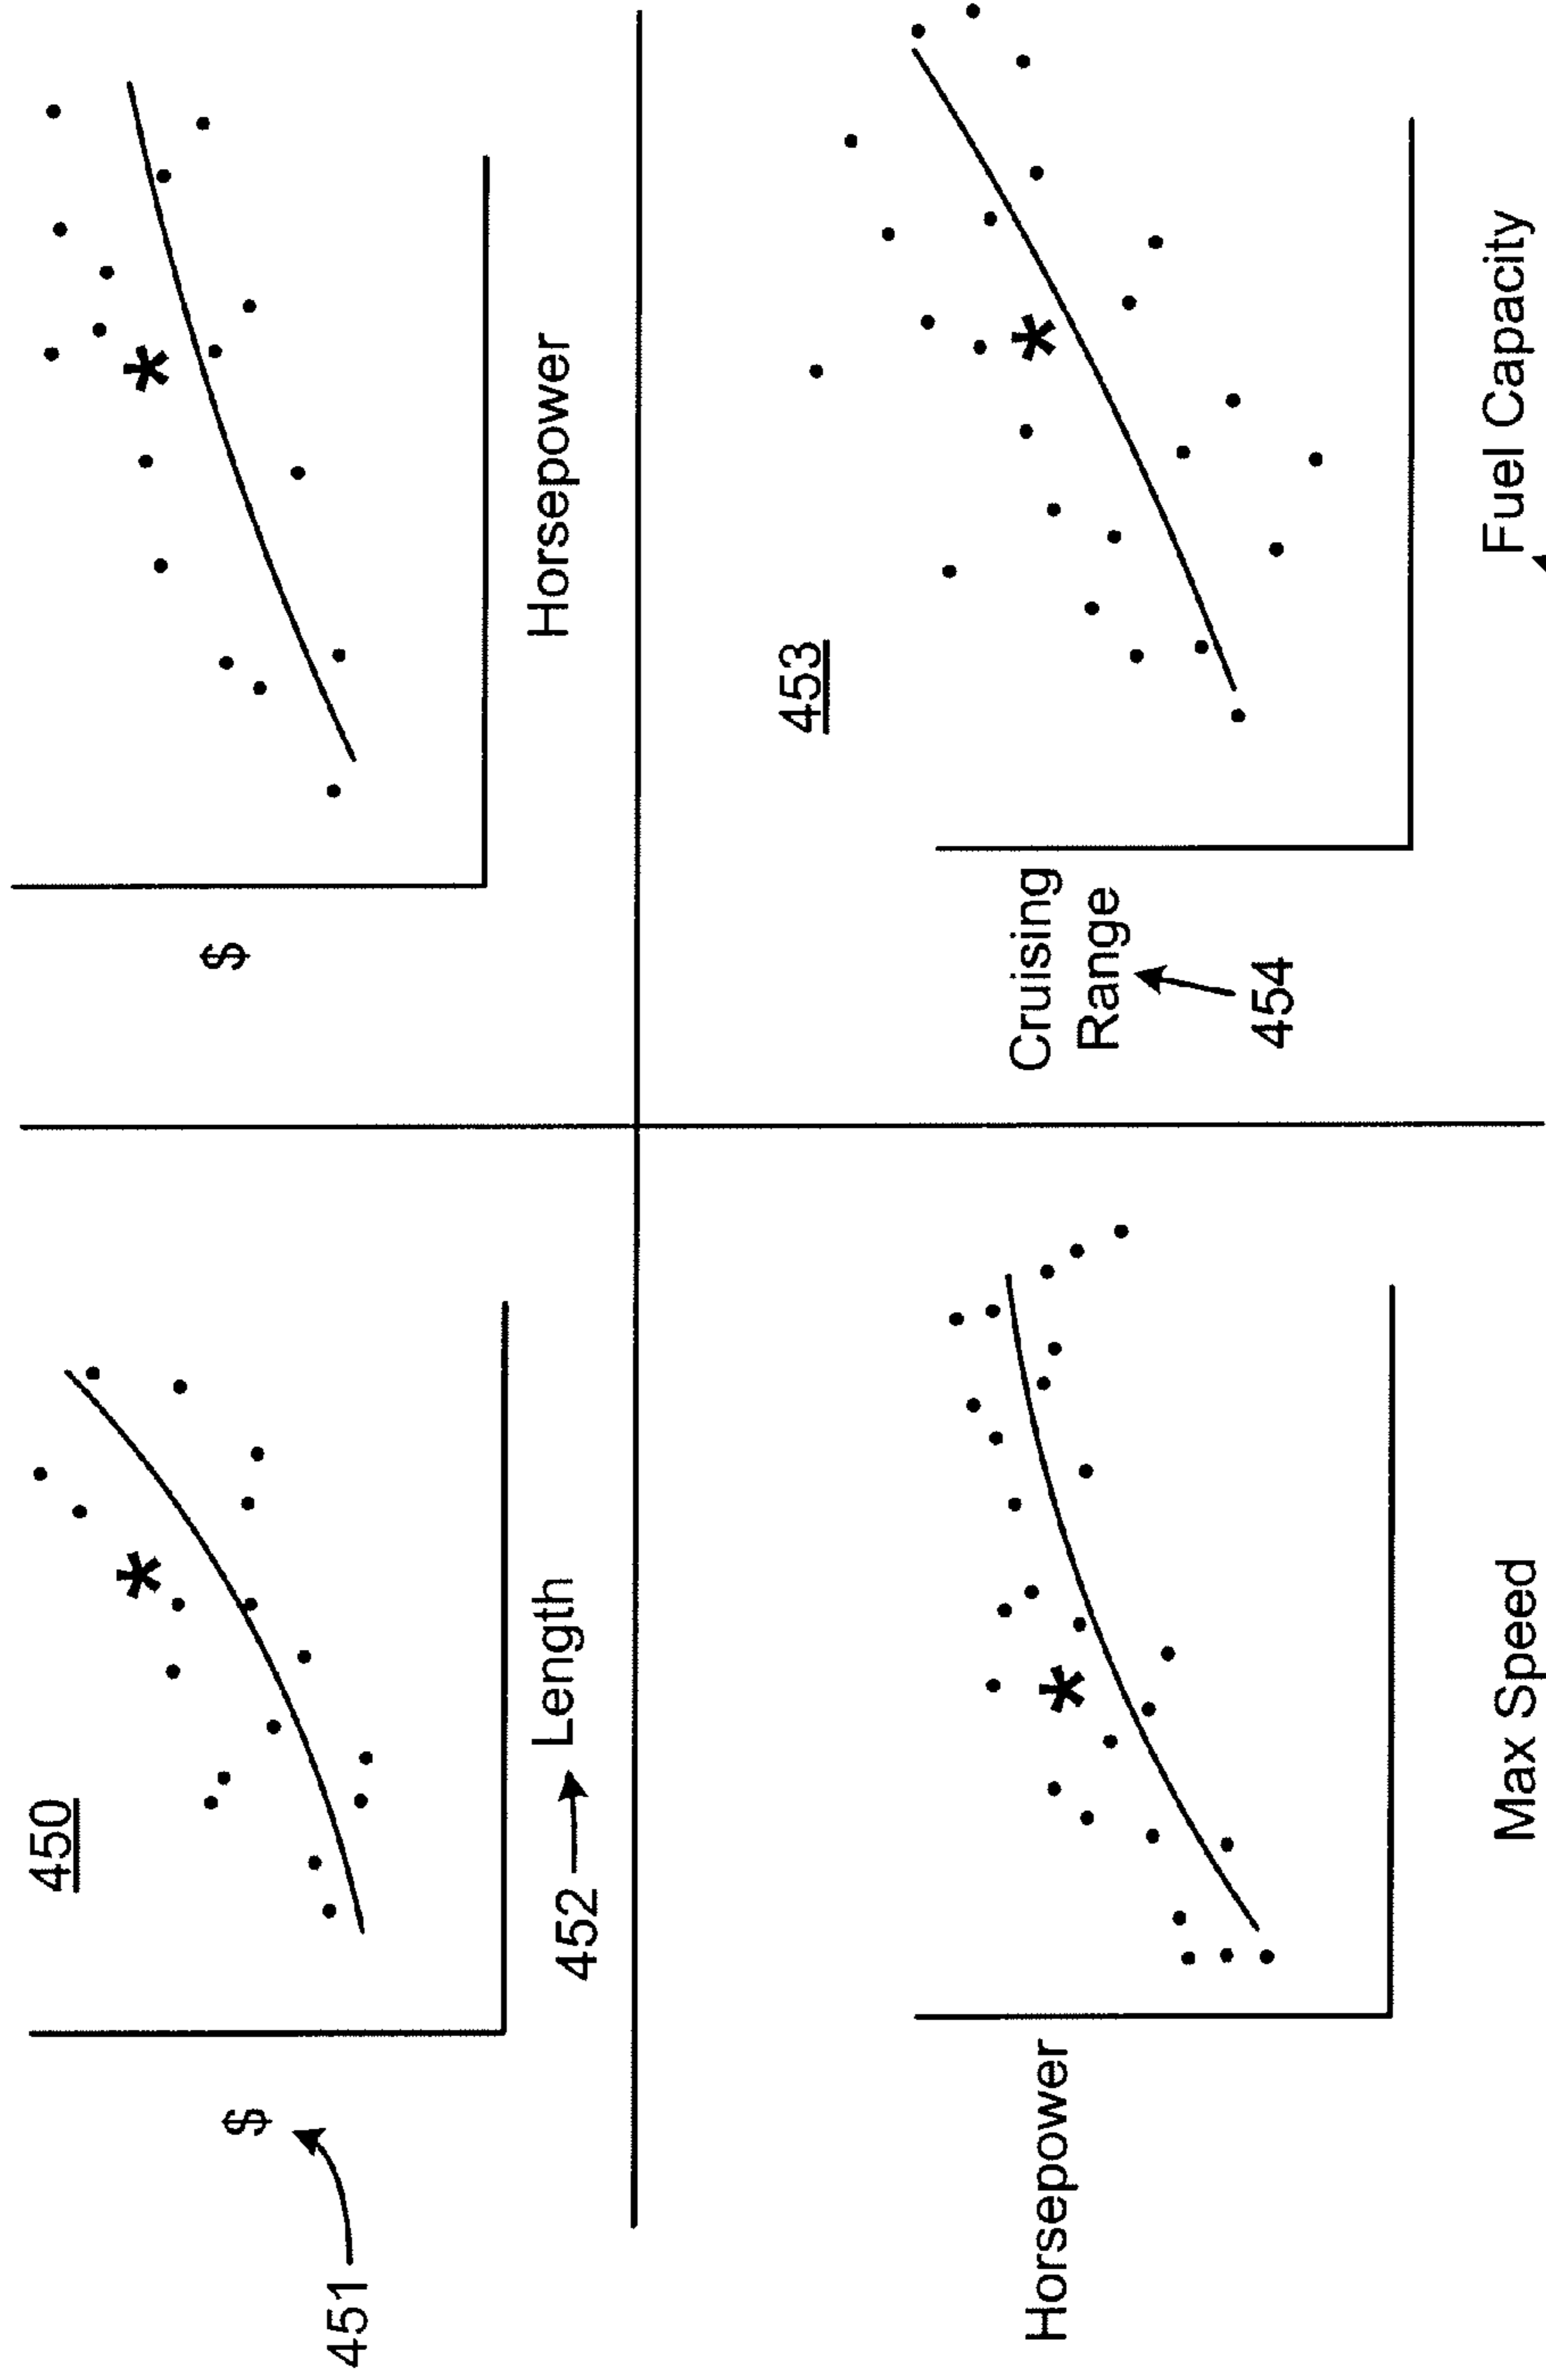 450
$
451
452
Length
$
Horsepower
Horsepower
Max Speed
453
Cruising
Range
454
Fuel Capacity